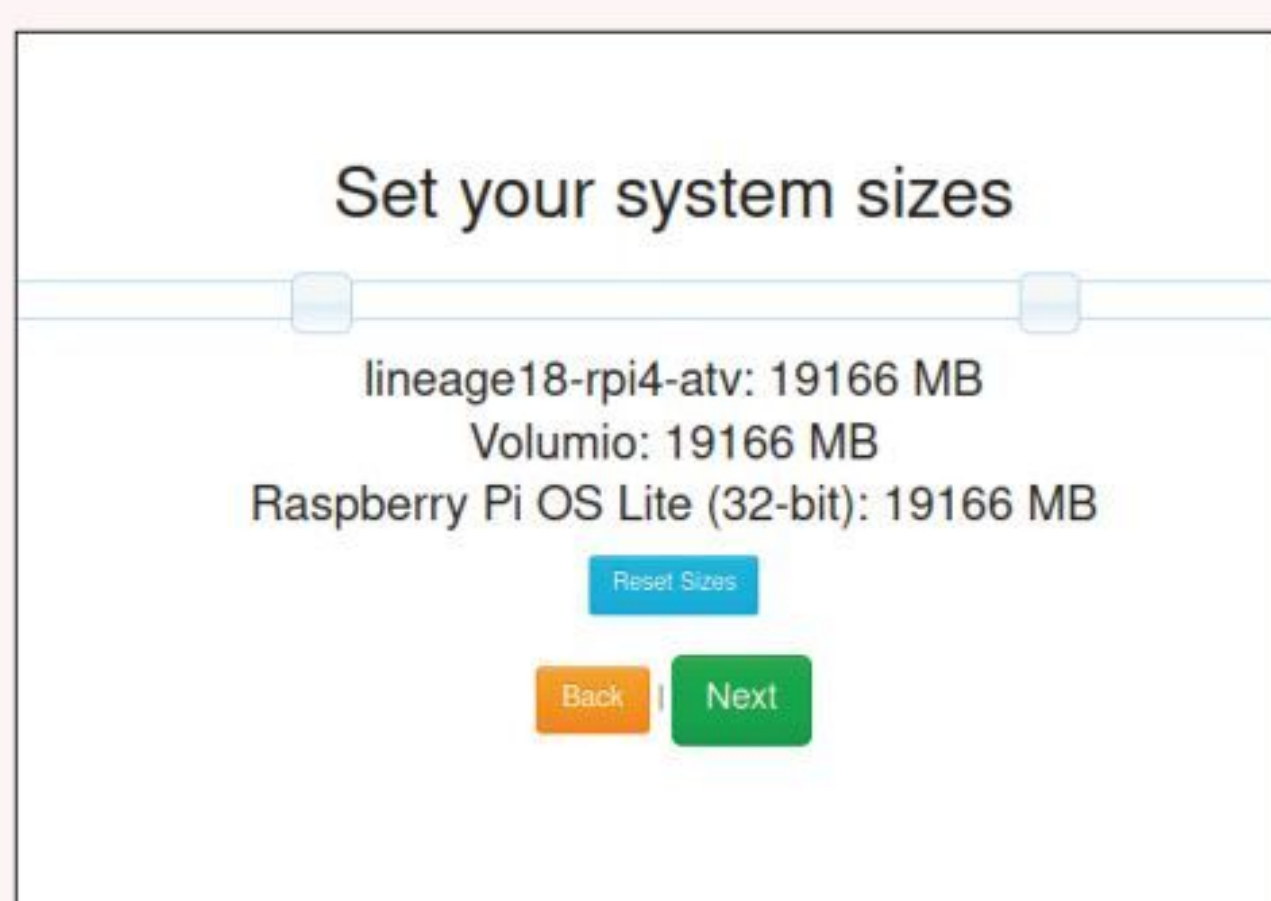 Set your system sizes
lineage18-rpi4-atv: 19166 MB
Volumio: 19166 MB
Raspberry Pi OS Lite (32-bit): 19166 MB
Reset Sizes
Back | Next